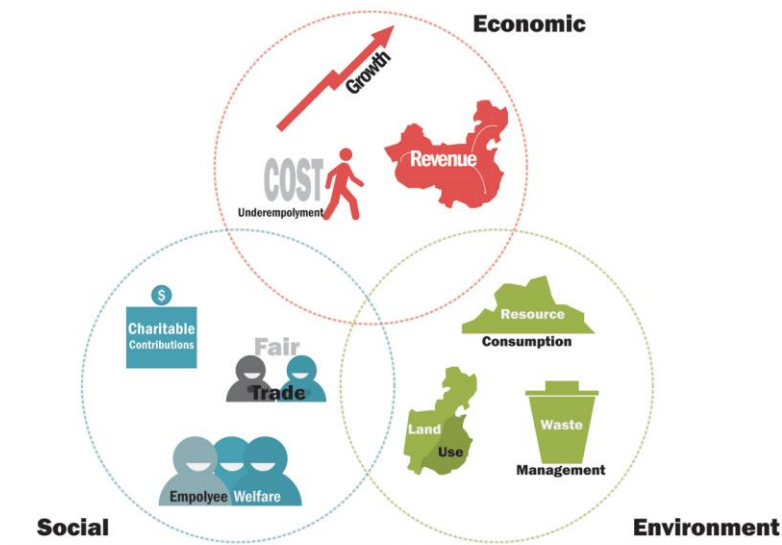 Economic
Growth
Revenue
COST
Underempolyment
$
Charitable
Contributions
Fair
Trade
Empolyee Welfare
Resource
Consumption
Land
Use
Waste
Management
Social
Environment